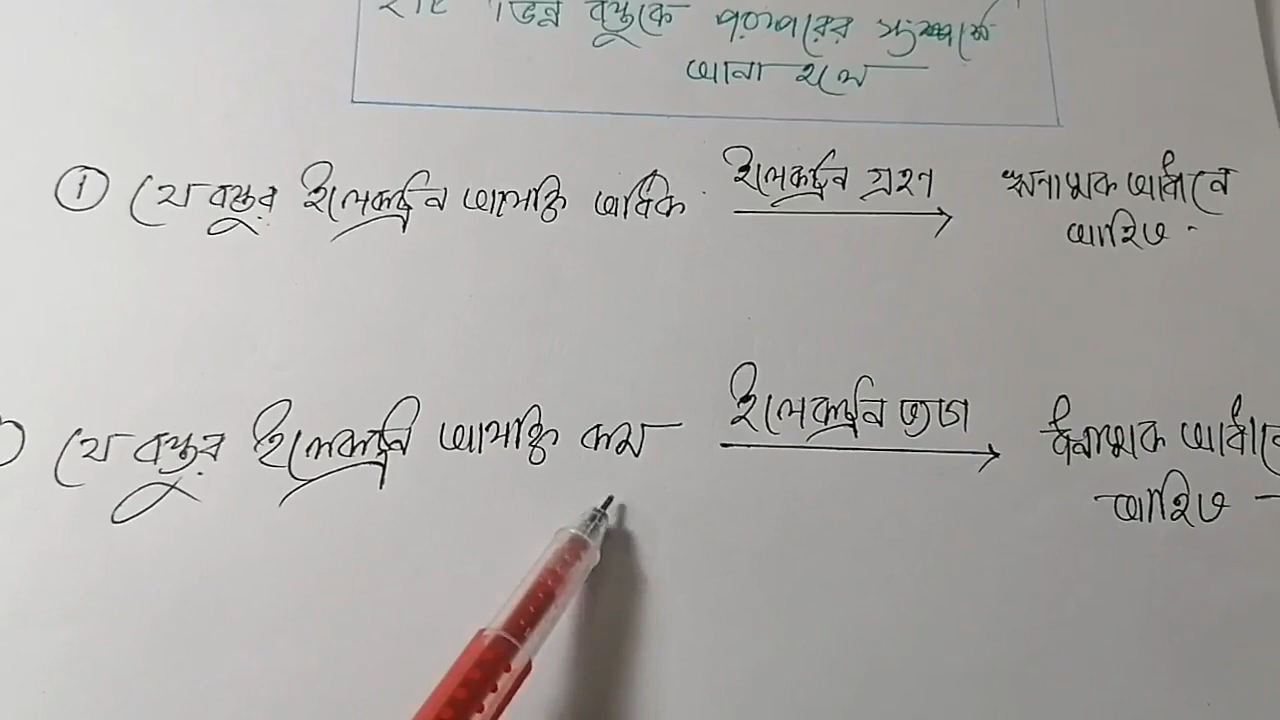 দুটি ভিন্ন বস্তুকে পরস্পরের সংস্পর্শে
আনা হলে
① যে বস্তুর ইলেকট্রন আসক্তি অধিক ইলেকট্রন গ্রহণ ঋনাত্মক আধানে
আহিত
যে বস্তুর ইলেকট্রন আসক্তি কম ইলেকট্রন ত্যাগ ধনাত্মক আধানে
আহিত